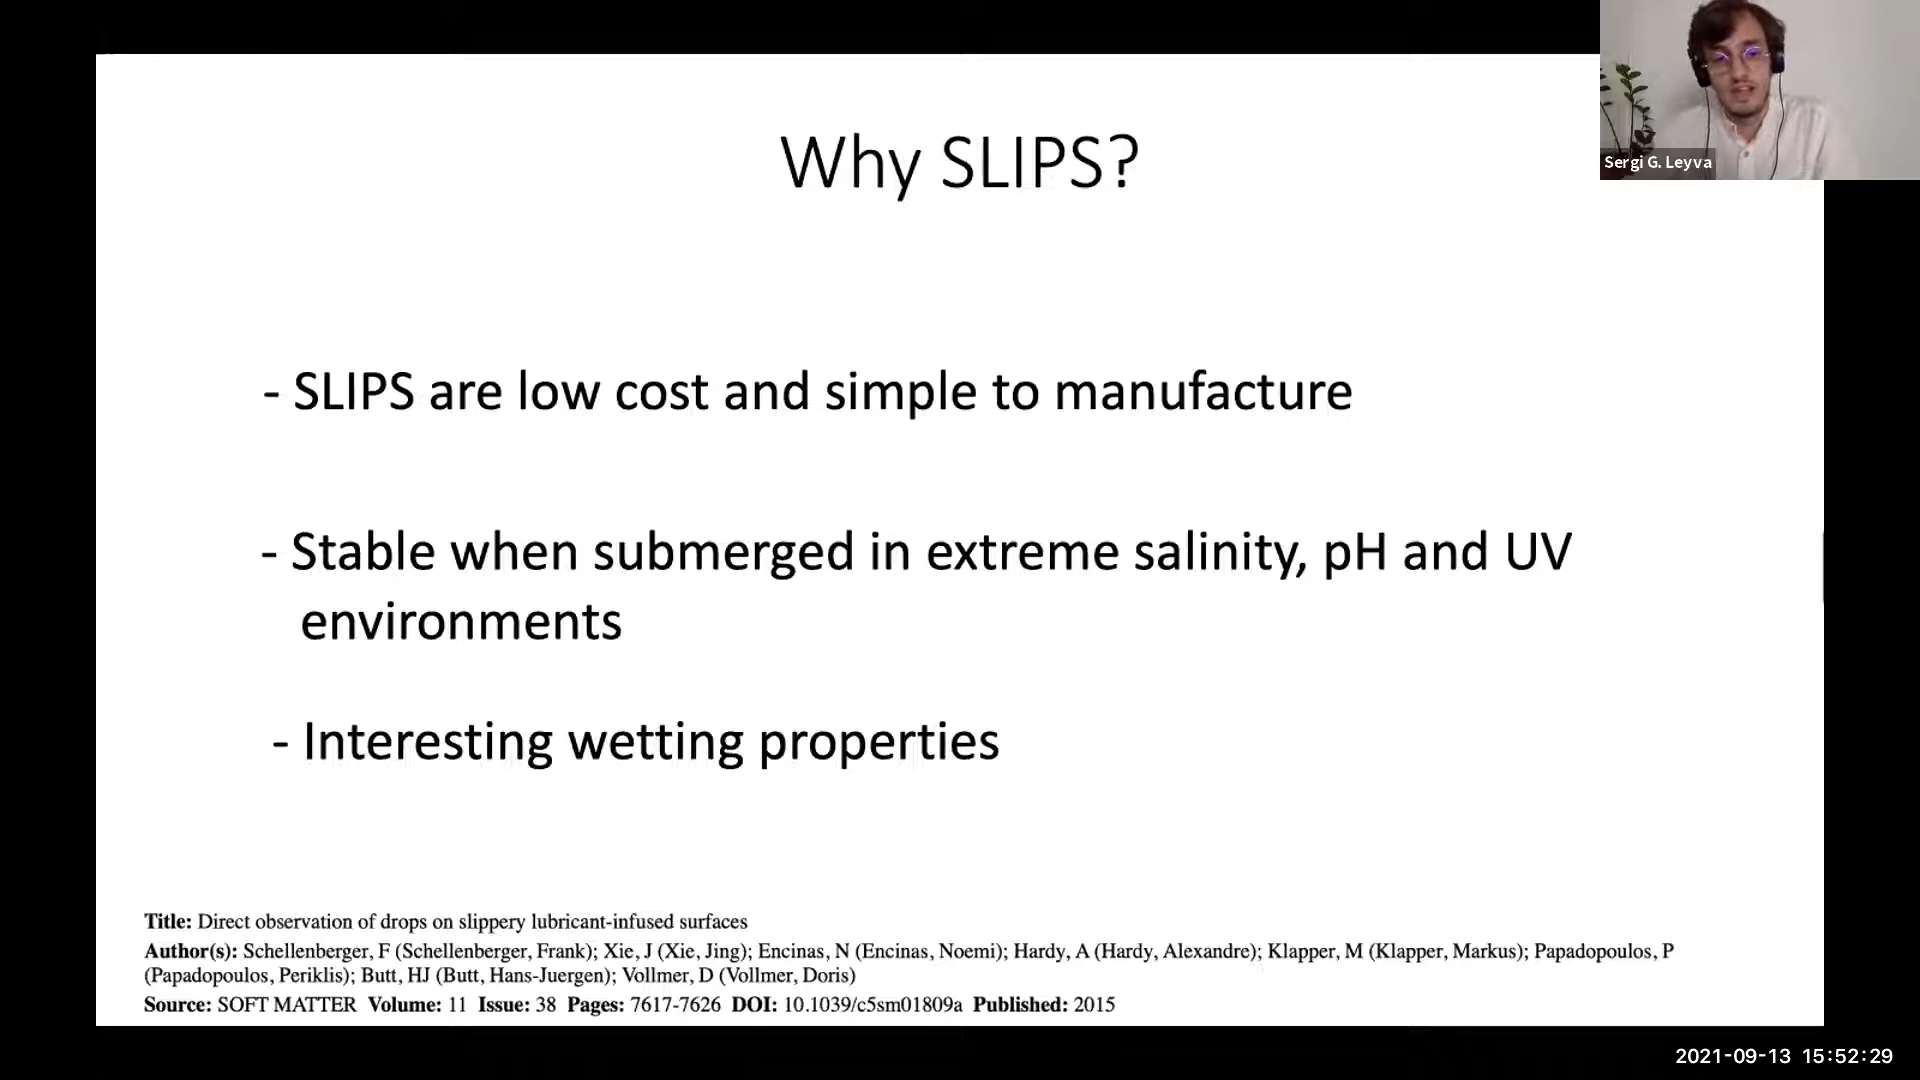 Why SLIPS?
Sergi G. Leyva
- SLIPS are low cost and simple to manufacture
- Stable when submerged in extreme salinity, pH and UV
environments
- Interesting wetting properties
Title: Direct observation of drops on slippery lubricant-infused surfaces
Author(s): Schellenberger, F (Schellenberger, Frank); Xie, J (Xie, Jing); Encinas, N (Encinas, Noemi); Hardy, A (Hardy, Alexandre); Klapper, M (Klapper, Markus); Papadopoulos, P
(Papadopoulos, Periklis); Butt, HJ (Butt, Hans-Juergen); Vollmer, D (Vollmer, Doris)
Source: SOFT MATTER Volume: 11 Issue: 38 Pages: 7617-7626 DOI: 10.1039/c5sm01809a Published: 2015
2021-09-13 15:52:29